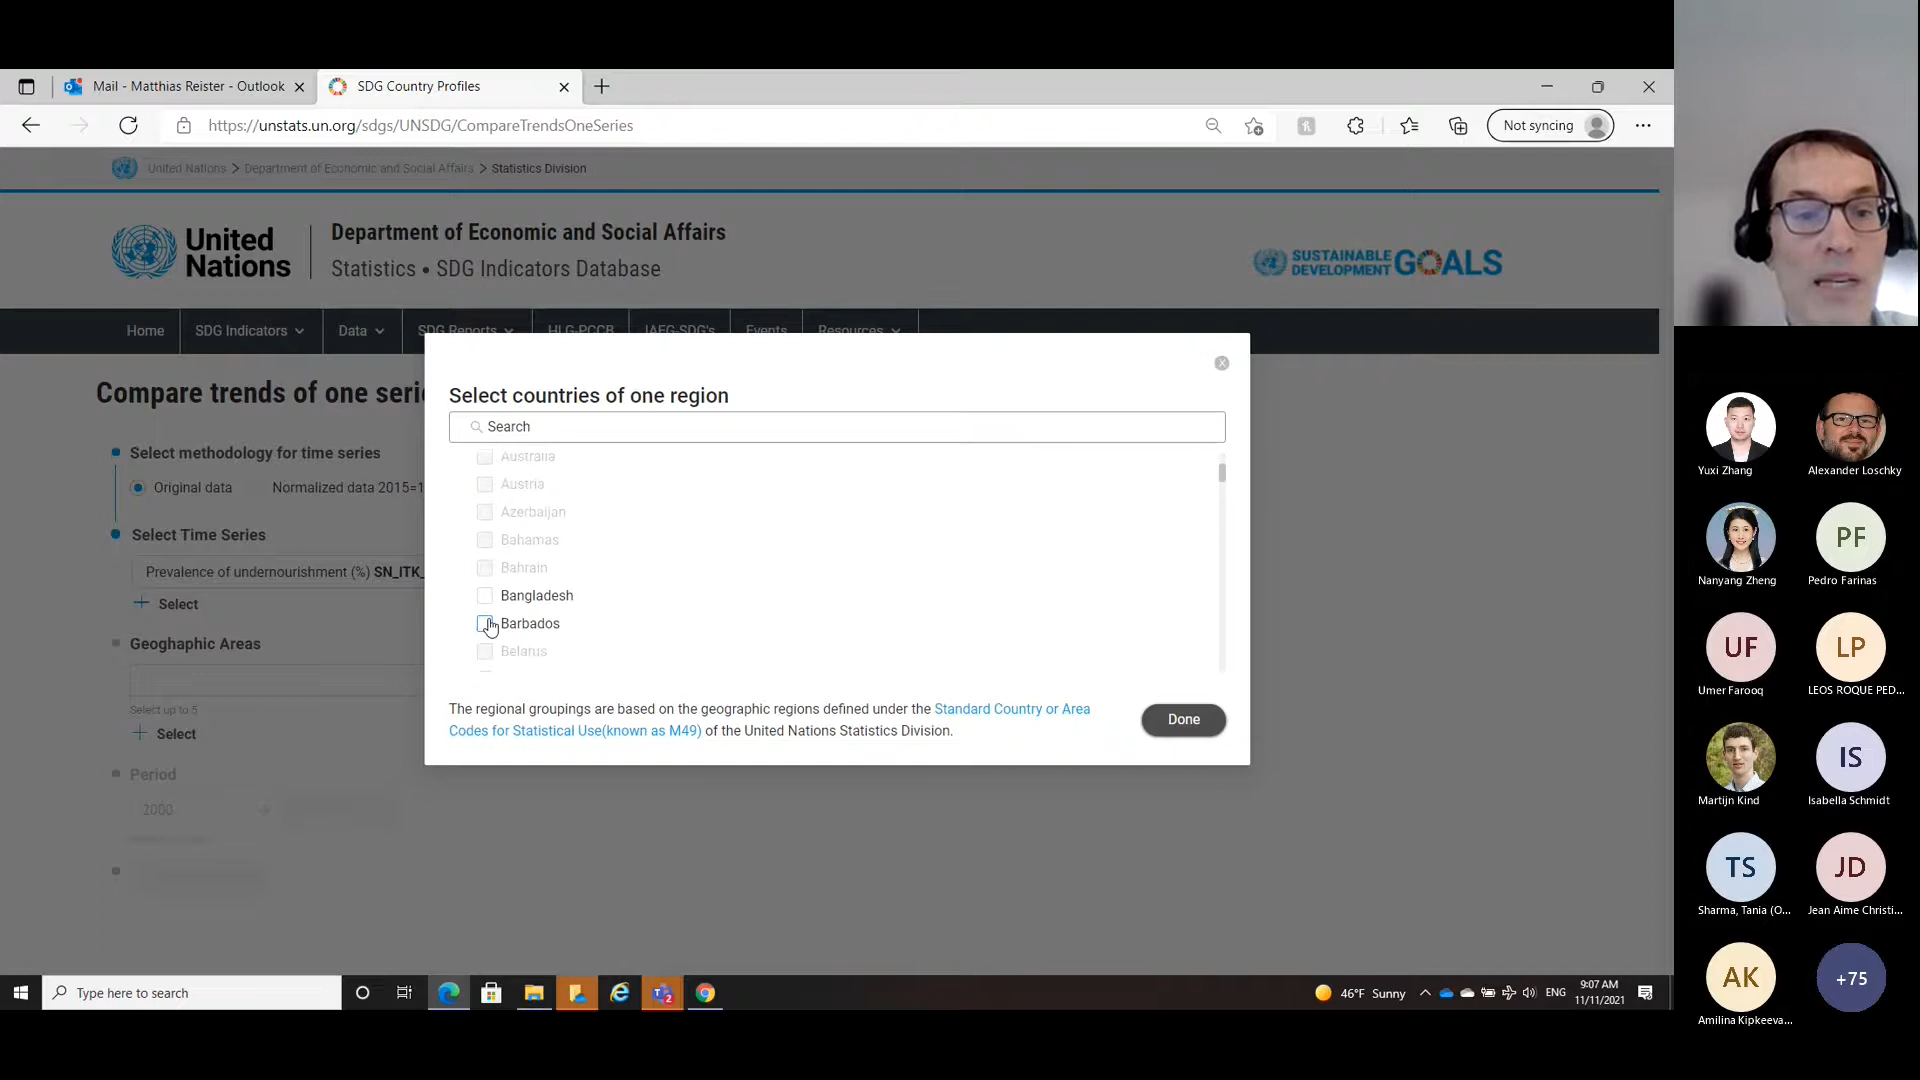 Mail - Matthias Reister - Outlook
SDG Country Profiles
https://unstats.un.org/sdgs/UNSDG/CompareTrendsOneSeries
Not syncing
United Nations > Department of Economic and Social Affairs > Statistics Division
United Nations
Department of Economic and Social Affairs
Statistics • SDG Indicators Database
SUSTAINABLE DEVELOPMENT GOALS
Home
SDG Indicators
Data
SDG Reports
HLG-PCCB
IAEG-SDG's
Events
Resources
Compare trends of one seri
Select methodology for time series
Original data
Normalized data 2015=1
Select Time Series
Prevalence of undernourishment (%) SN_ITK_
Select
Geoghaphic Areas
Select up to 5
Select
Period
2000
Select countries of one region
Search
Australia
Austria
Azerbaijan
Bahamas
Bahrain
Bangladesh
Barbados
Belarus
The regional groupings are based on the geographic regions defined under the Standard Country or Area
Codes for Statistical Use(known as M49) of the United Nations Statistics Division.
Done
Yuxi Zhang
Alexander Loschky
Nanyang Zheng
PF
Pedro Farinas
UF
Umer Farooq
LP
LEOS ROQUE PED...
Martijn Kind
IS
Isabella Schmidt
TS
Sharma, Tania (O...
JD
Jean Aime Christi...
AK
Amilina Kipkeeva...
+75
Type here to search
46°F Sunny
ENG
9:07 AM
11/11/2021